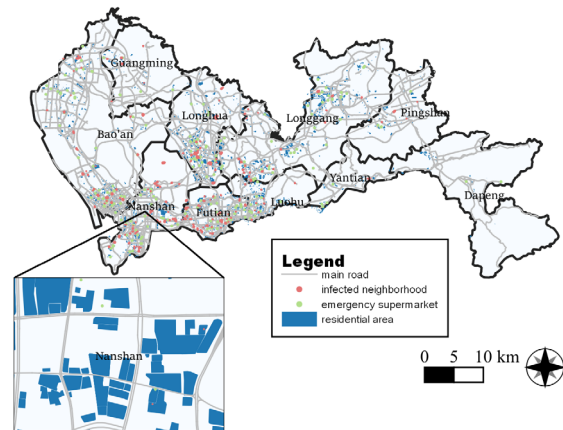 Guangming
Longhua
Longgang
Pingshan
Bao'an
Yantian
Dapeng
Nanshan
Futian
Luohu
Legend
main road
infected neighborhood
emergency supermarket
residential area
Nanshan
0 5 10 km